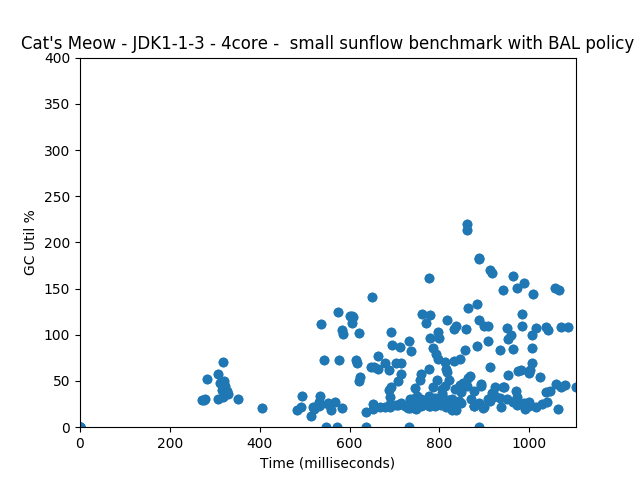 Cat's Meow - JDK1-1-3 - 4core -  small sunflow benchmark with BAL policy
400
350
300
250
200
150
100
50
0
GC Util %
0 200 400 600 800 1000
Time (milliseconds)